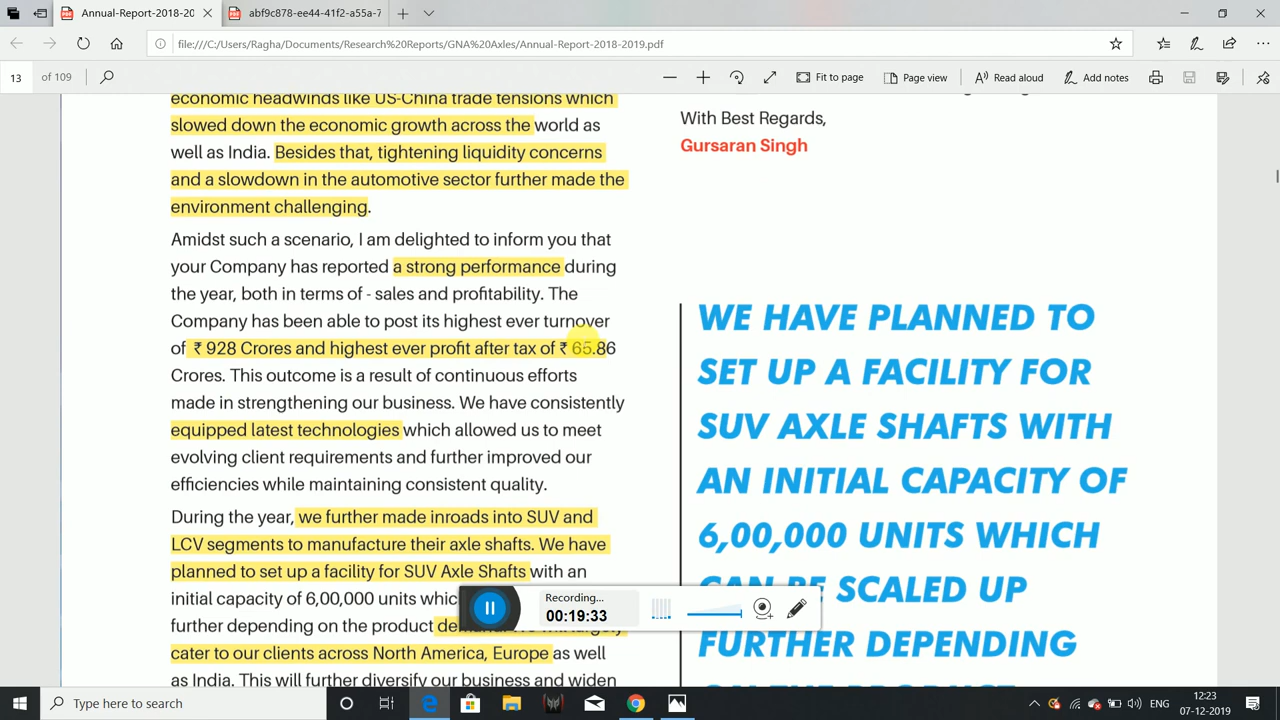 Annual-Report-2018-20
abf9c878-ee44-41f2-a55a-7
file:///C:/Users/Ragha/Documents/Research%20Reports/GNA%20Axles/Annual-Report-2018-2019.pdf
13 of 109
Fit to page
Page view
Read aloud
Add notes
economic headwinds like US-China trade tensions which
slowed down the economic growth across the world as
well as India. Besides that, tightening liquidity concerns
and a slowdown in the automotive sector further made the
environment challenging.
Amidst such a scenario, I am delighted to inform you that
your Company has reported a strong performance during
the year, both in terms of - sales and profitability. The
Company has been able to post its highest ever turnover
of ₹ 928 Crores and highest ever profit after tax of ₹ 65.86
Crores. This outcome is a result of continuous efforts
made in strengthening our business. We have consistently
equipped latest technologies which allowed us to meet
evolving client requirements and further improved our
efficiencies while maintaining consistent quality.
During the year, we further made inroads into SUV and
LCV segments to manufacture their axle shafts. We have
planned to set up a facility for SUV Axle Shafts with an
initial capacity of 6,00,000 units
further depending on the product
cater to our clients across North America, Europe as well
as India. This will further diversify our business and widen
With Best Regards,
Gursaran Singh
WE HAVE PLANNED TO
SET UP A FACILITY FOR
SUV AXLE SHAFTS WITH
AN INITIAL CAPACITY OF
6,00,000 UNITS WHICH
CAN BE SCALED UP
FURTHER DEPENDING
Recording...
00:19:33
Type here to search
ENG
12:23
07-12-2019